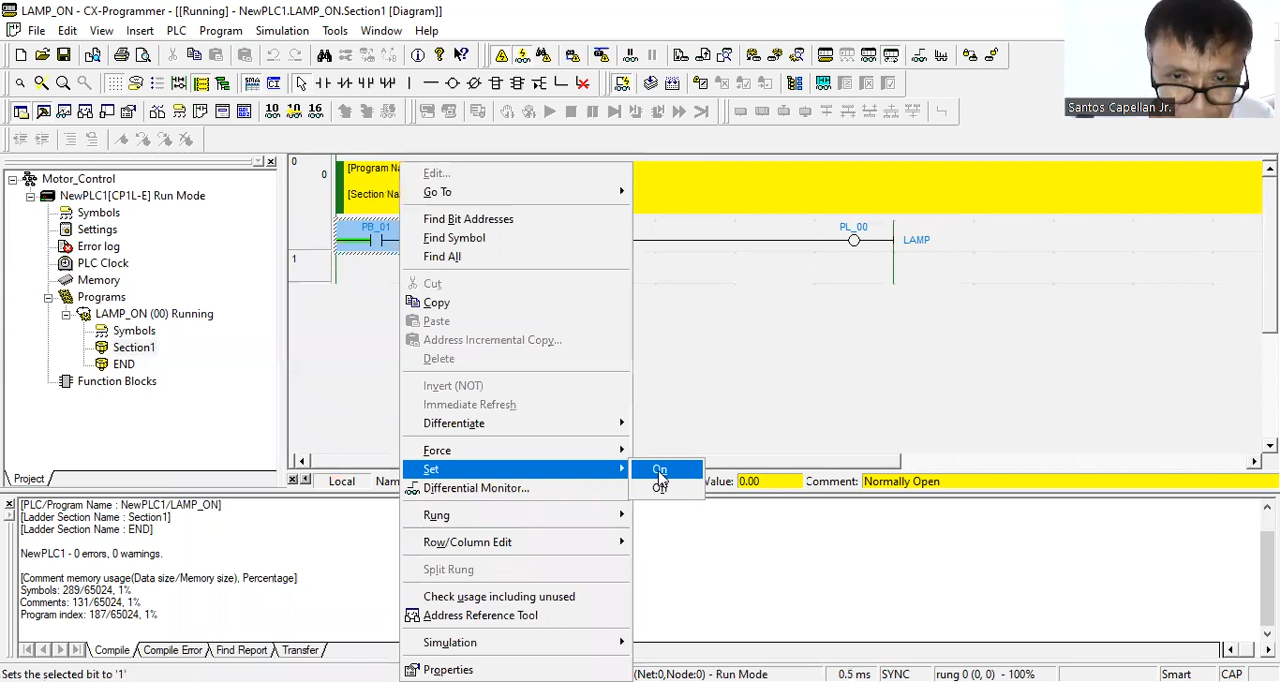 LAMP_ON - CX-Programmer - [[Running] - NewPLC1.LAMP_ON.Section1 [Diagram]]
File Edit View Insert PLC Program Simulation Tools Window Help
Santos Capellan Jr.
Motor_Control
NewPLC1[CP1L-E] Run Mode
Symbols
Settings
Error log
PLC Clock
Memory
Programs
LAMP_ON (00) Running
Symbols
Section1
END
Function Blocks
Project
0
0
[Program Na
[Section Na
PB_01
PL_00
LAMP
1
Edit...
Go To
Find Bit Addresses
Find Symbol
Find All
Cut
Copy
Paste
Address Incremental Copy...
Delete
Invert (NOT)
Immediate Refresh
Differentiate
Force
Set
On
Off
Differential Monitor...
Rung
Row/Column Edit
Split Rung
Check usage including unused
Address Reference Tool
Simulation
Properties
Local Nam
Value: 0.00 Comment: Normally Open
[PLC/Program Name : NewPLC1/LAMP_ON]
[Ladder Section Name : Section1]
[Ladder Section Name : END]
NewPLC1 - 0 errors, 0 warnings.
[Comment memory usage(Data size/Memory size), Percentage]
Symbols: 289/65024, 1%
Comments: 131/65024, 1%
Program index: 187/65024, 1%
Compile Compile Error Find Report Transfer
Sets the selected bit to '1'
(Net:0,Node:0) - Run Mode 0.5 ms SYNC rung 0 (0, 0) - 100% Smart CAP